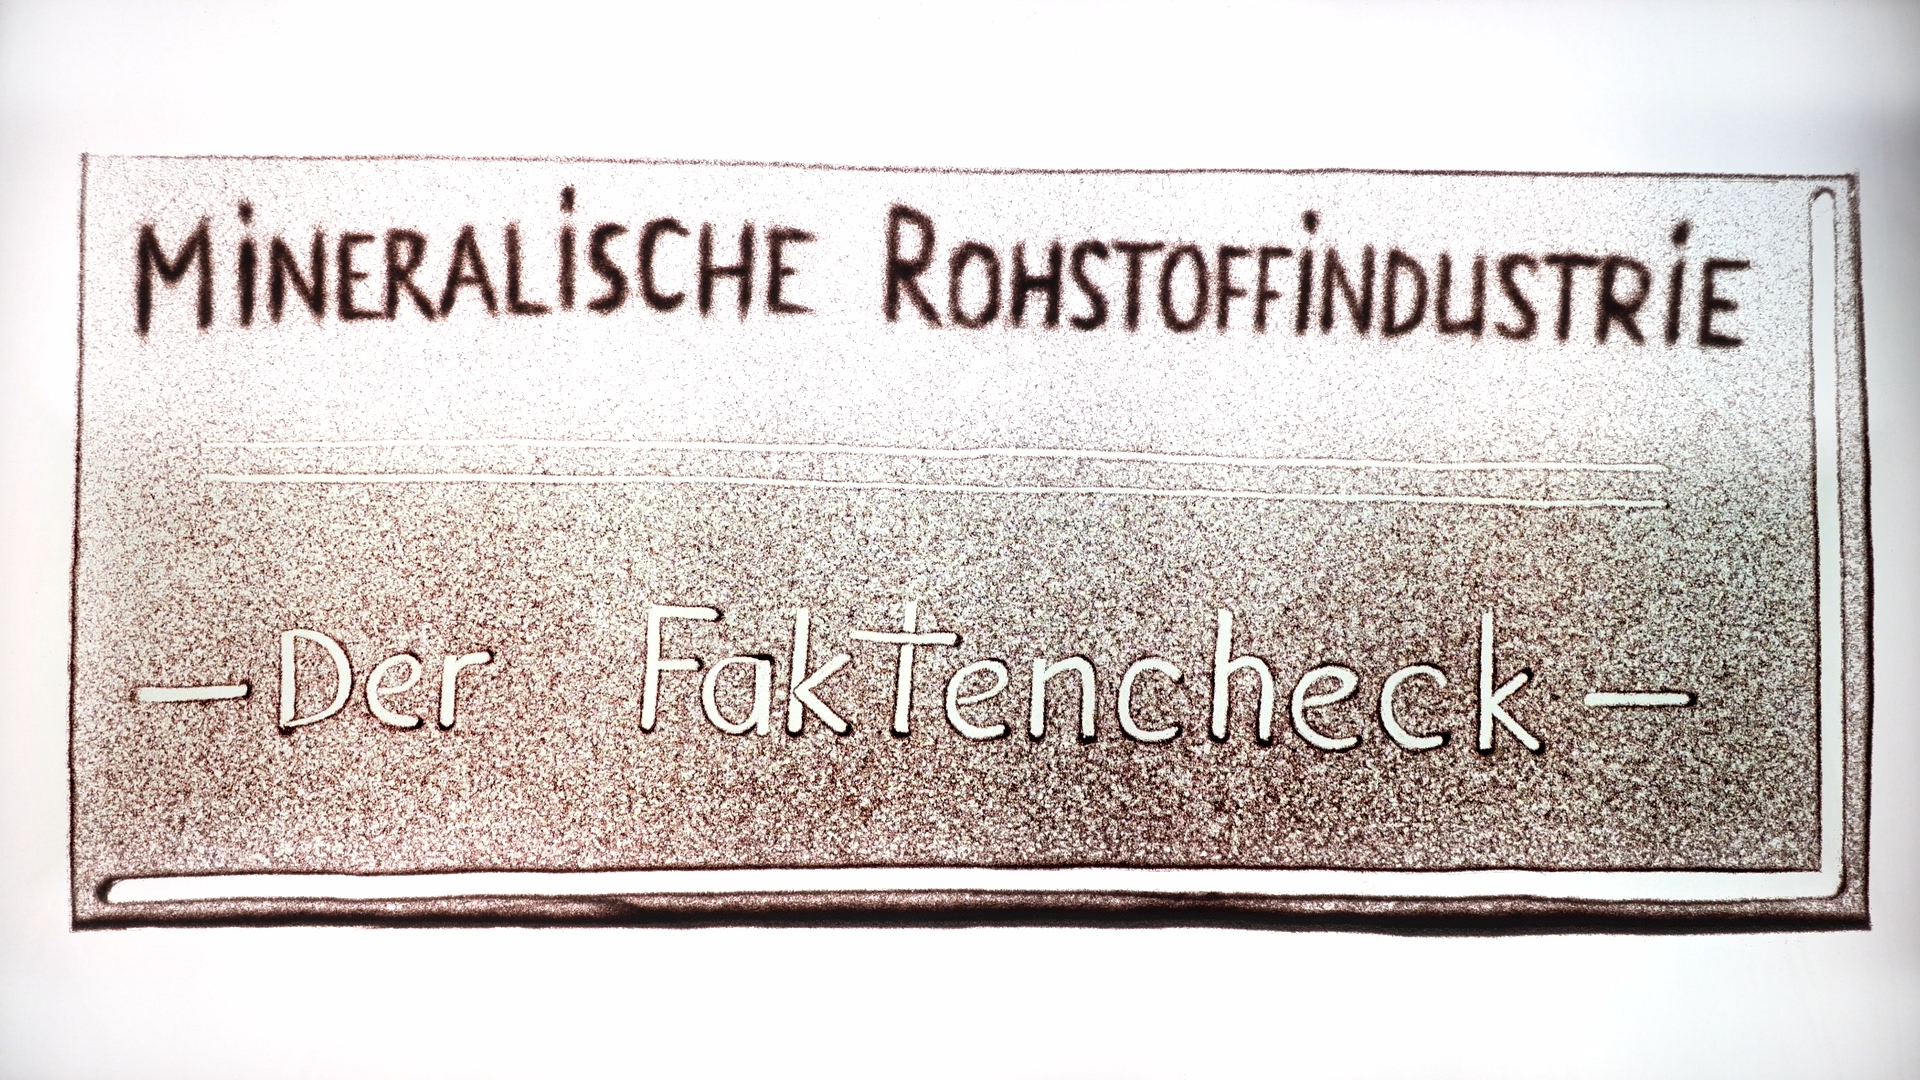 MiNERALiSCHE ROHSTOFFiNDUSTRiE
– Der Faktencheck –